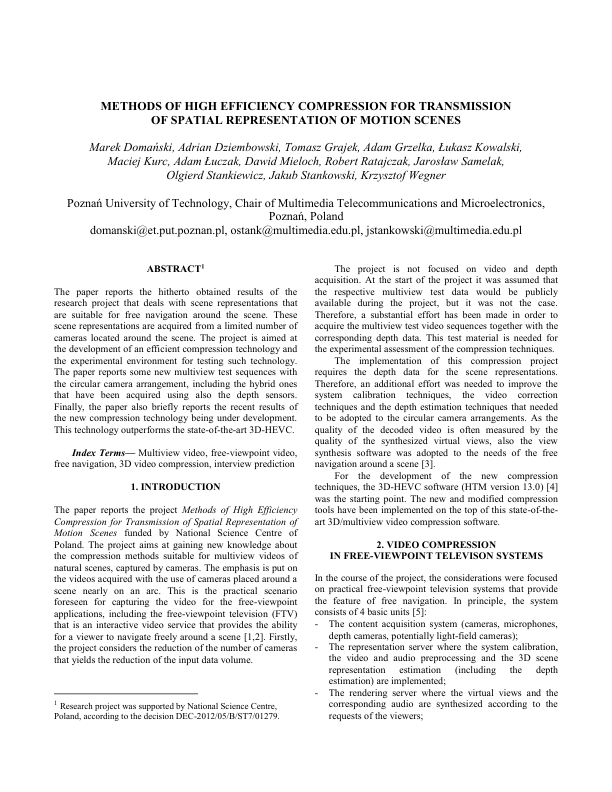 METHODS OF HIGH EFFICIENCY COMPRESSION FOR TRANSMISSION
OF SPATIAL REPRESENTATION OF MOTION SCENES
Marek Domański, Adrian Dziembowski, Tomasz Grajek, Adam Grzelka, Łukasz Kowalski,
Maciej Kurc, Adam Łuczak, Dawid Mieloch, Robert Ratajczak, Jarosław Samelak,
Olgierd Stankiewicz, Jakub Stankowski, Krzysztof Wegner
Poznań University of Technology, Chair of Multimedia Telecommunications and Microelectronics,
Poznań, Poland
domanski@et.put.poznan.pl, ostank@multimedia.edu.pl, jstankowski@multimedia.edu.pl
ABSTRACT¹
The paper reports the hitherto obtained results of the
research project that deals with scene representations that
are suitable for free navigation around the scene. These
scene representations are acquired from a limited number of
cameras located around the scene. The project is aimed at
the development of an efficient compression technology and
the experimental environment for testing such technology.
The paper reports some new multiview test sequences with
the circular camera arrangement, including the hybrid ones
that have been acquired using also the depth sensors.
Finally, the paper also briefly reports the recent results of
the new compression technology being under development.
This technology outperforms the state-of-the-art 3D-HEVC.
Index Terms— Multiview video, free-viewpoint video,
free navigation, 3D video compression, interview prediction
1. INTRODUCTION
The paper reports the project Methods of High Efficiency
Compression for Transmission of Spatial Representation of
Motion Scenes funded by National Science Centre of
Poland. The project aims at gaining new knowledge about
the compression methods suitable for multiview videos of
natural scenes, captured by cameras. The emphasis is put on
the videos acquired with the use of cameras placed around a
scene nearly on an arc. This is the practical scenario
foreseen for capturing the video for the free-viewpoint
applications, including the free-viewpoint television (FTV)
that is an interactive video service that provides the ability
for a viewer to navigate freely around a scene [1,2]. Firstly,
the project considers the reduction of the number of cameras
that yields the reduction of the input data volume.
¹ Research project was supported by National Science Centre,
Poland, according to the decision DEC-2012/05/B/ST7/01279.
The project is not focused on video and depth
acquisition. At the start of the project it was assumed that
the respective multiview test data would be publicly
available during the project, but it was not the case.
Therefore, a substantial effort has been made in order to
acquire the multiview test video sequences together with the
corresponding depth data. This test material is needed for
the experimental assessment of the compression techniques.
The implementation of this compression project
requires the depth data for the scene representations.
Therefore, an additional effort was needed to improve the
system calibration techniques, the video correction
techniques and the depth estimation techniques that needed
to be adopted to the circular camera arrangements. As the
quality of the decoded video is often measured by the
quality of the synthesized virtual views, also the view
synthesis software was adopted to the needs of the free
navigation around a scene [3].
For the development of the new compression
techniques, the 3D-HEVC software (HTM version 13.0) [4]
was the starting point. The new and modified compression
tools have been implemented on the top of this state-of-the-
art 3D/multiview video compression software.
2. VIDEO COMPRESSION
IN FREE-VIEWPOINT TELEVISON SYSTEMS
In the course of the project, the considerations were focused
on practical free-viewpoint television systems that provide
the feature of free navigation. In principle, the system
consists of 4 basic units [5]:
- The content acquisition system (cameras, microphones,
depth cameras, potentially light-field cameras);
- The representation server where the system calibration,
the video and audio preprocessing and the 3D scene
representation estimation (including the depth
estimation) are implemented;
- The rendering server where the virtual views and the
corresponding audio are synthesized according to the
requests of the viewers;